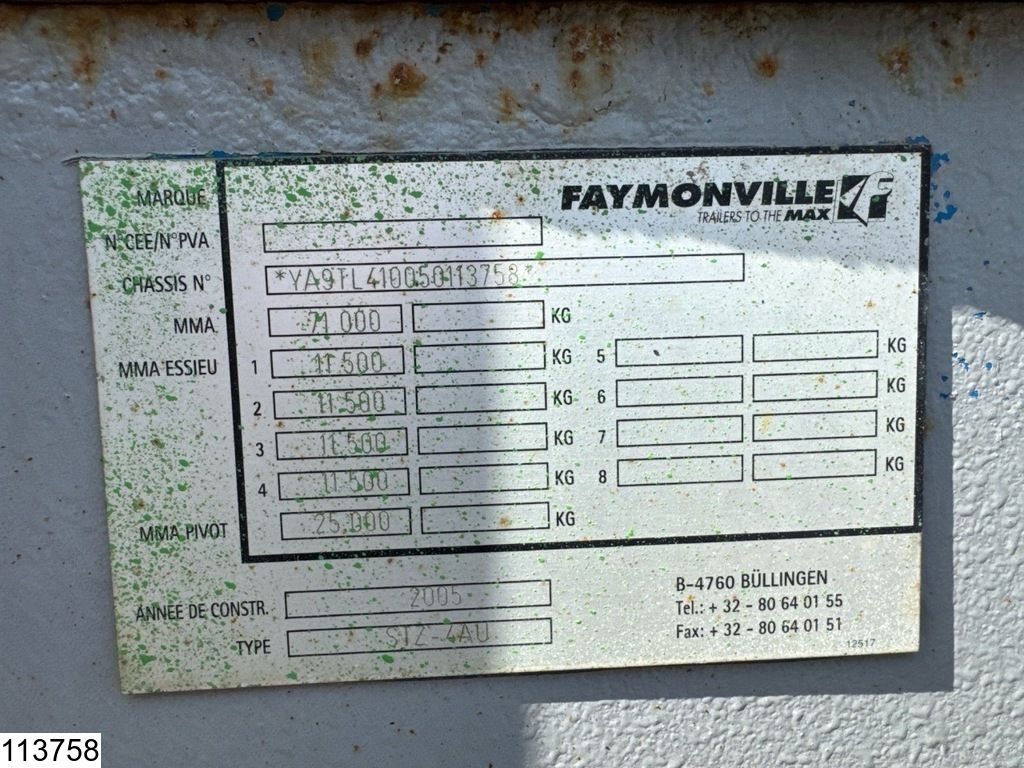 MARQUE FAYMONVILLE
TRAILERS TO THE MAX
N°CEE/N°PVA
CHASSIS N° *YA9TL410050113758*
MMA 71 000 KG
MMA ESSIEU 1 11.500 KG 5 KG
2 11.500 KG 6 KG
3 11.500 KG 7 KG
4 11.500 KG 8 KG
MMA PIVOT 25.000 KG
ANNEE DE CONSTR. 2005
TYPE STZ-4AU
B-4760 BÜLLINGEN
Tel.: + 32 - 80 64 01 55
Fax: + 32 - 80 64 01 51
12517
113758